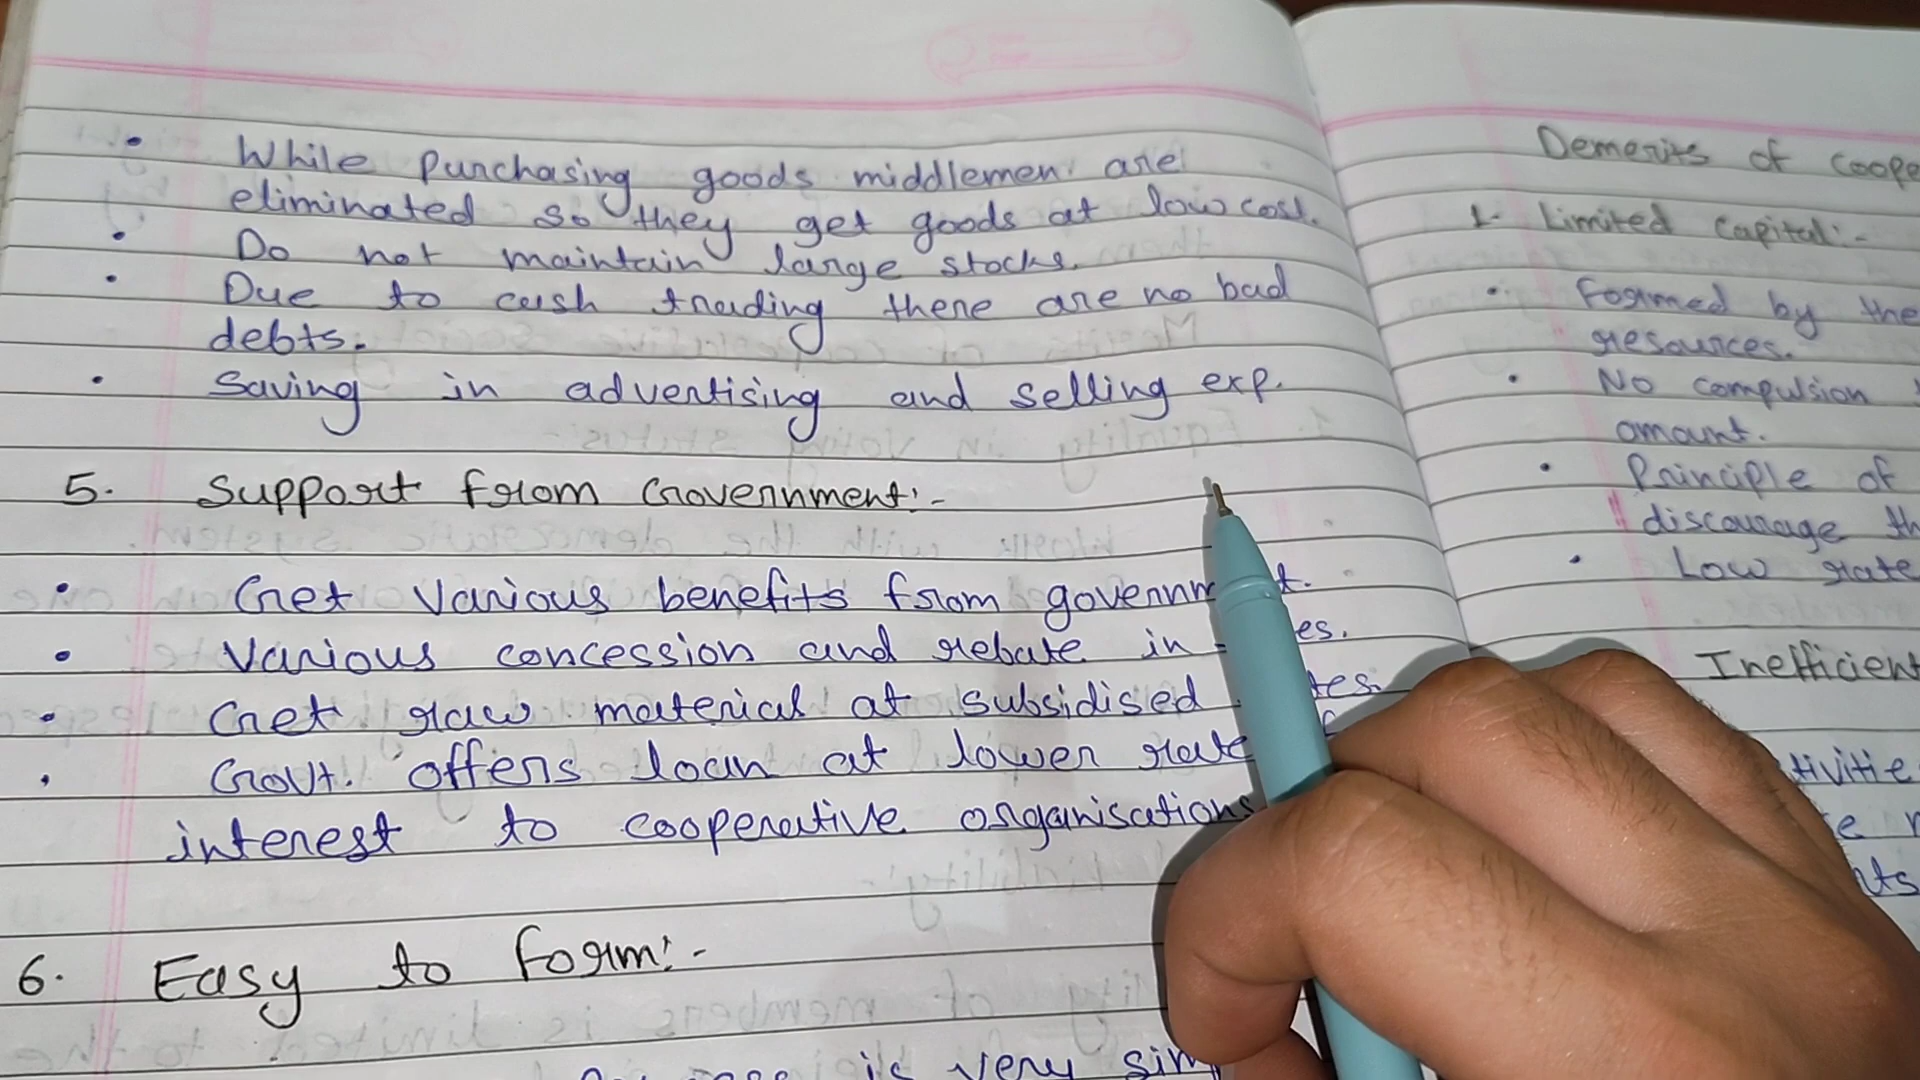 While purchasing goods middlemen are
eliminated so they get goods at low cost.
Do not maintain large stocks.
Due to cash trading there are no bad
debts.
Saving in advertising and selling exp.
5. Support from Government:-
Get various benefits from
Various concession and rebate in
Get raw material at subsidised
Govt. offers loan at lower rate
interest to cooperative organisations
6. Easy to form:-
is very
Demerits of
1. Limited Capital:-
Formed by the
resources.
No compulsion
amount.
Principle of
discourage
Low rate
Inefficient